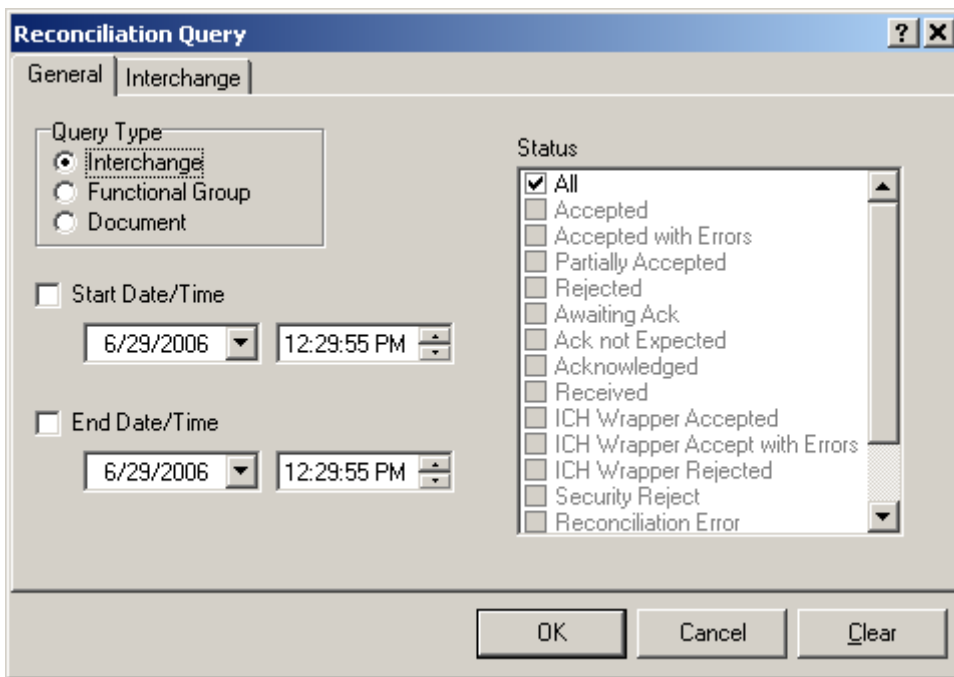 Reconciliation Query
General
Interchange
Query Type
Interchange
Functional Group
Document
Start Date/Time
6/29/2006
12:29:55 PM
End Date/Time
6/29/2006
12:29:55 PM
Status
All
Accepted
Accepted with Errors
Partially Accepted
Rejected
Awaiting Ack
Ack not Expected
Acknowledged
Received
ICH Wrapper Accepted
ICH Wrapper Accept with Errors
ICH Wrapper Rejected
Security Reject
Reconciliation Error
OK
Cancel
Clear